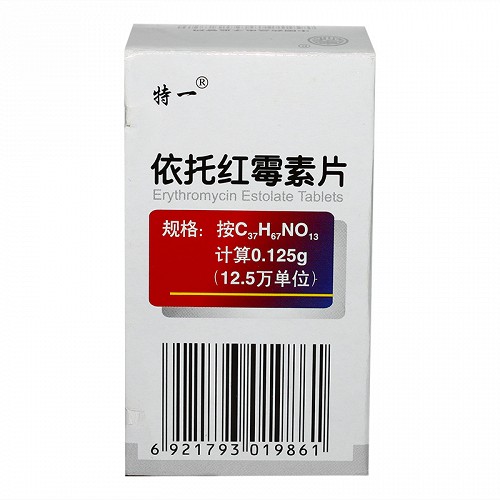 特一®
依托红霉素片
Erythromycin Estolate Tablets
规格：按C₃₇H₆₇NO₁₃
计算0.125g
(12.5万单位)
6 921793 019861